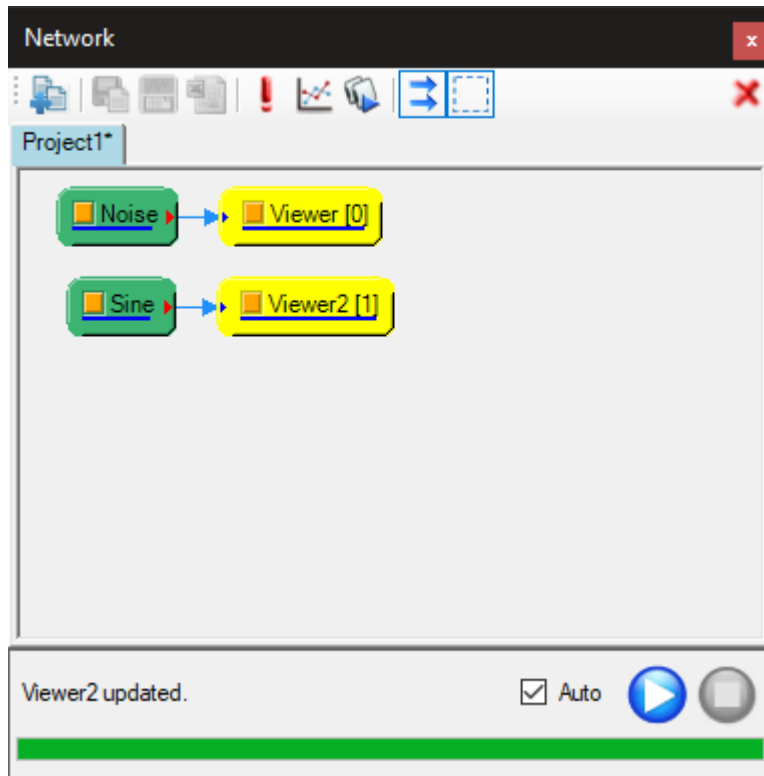 Network
Project1*
Noise
Viewer [0]
Sine
Viewer2 [1]
Viewer2 updated.
Auto